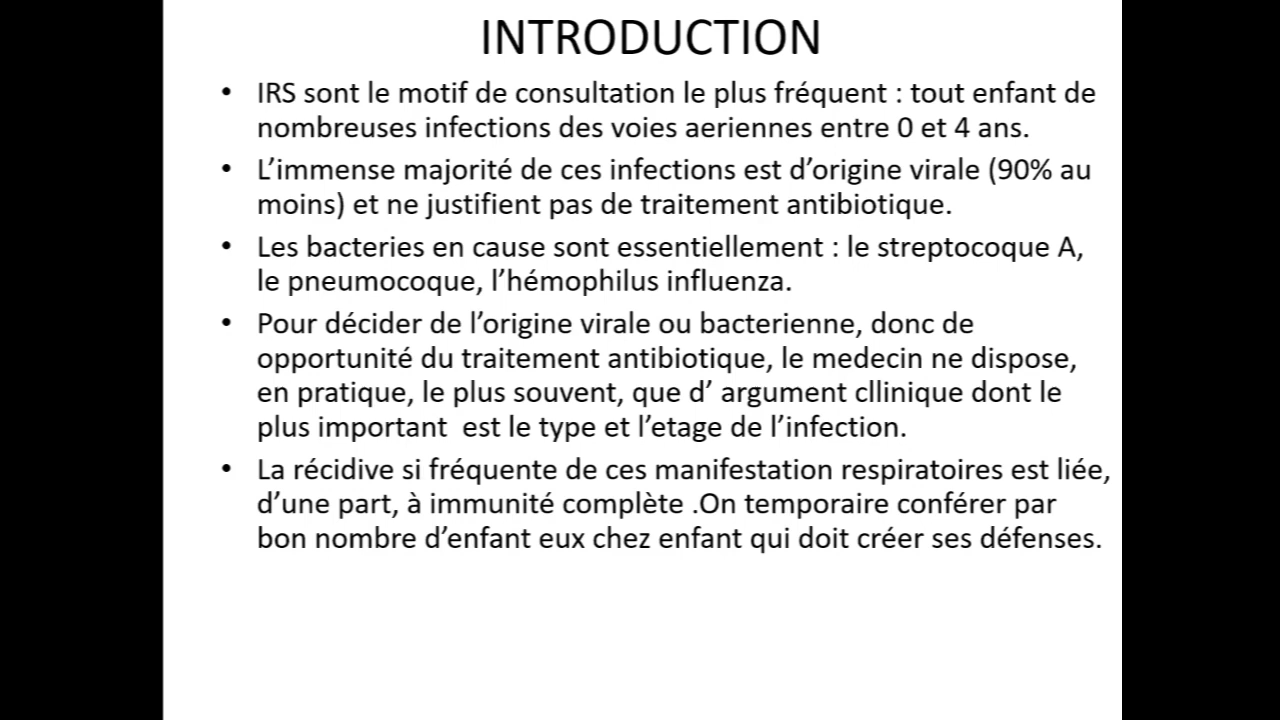 INTRODUCTION
• IRS sont le motif de consultation le plus fréquent : tout enfant de
nombreuses infections des voies aeriennes entre 0 et 4 ans.
• L’immense majorité de ces infections est d’origine virale (90% au
moins) et ne justifient pas de traitement antibiotique.
• Les bacteries en cause sont essentiellement : le streptocoque A,
le pneumocoque, l’hémophilus influenza.
• Pour décider de l’origine virale ou bacterienne, donc de
opportunité du traitement antibiotique, le medecin ne dispose,
en pratique, le plus souvent, que d’ argument cllinique dont le
plus important  est le type et l’etage de l’infection.
• La récidive si fréquente de ces manifestation respiratoires est liée,
d’une part, à immunité complète .On temporaire conférer par
bon nombre d’enfant eux chez enfant qui doit créer ses défenses.